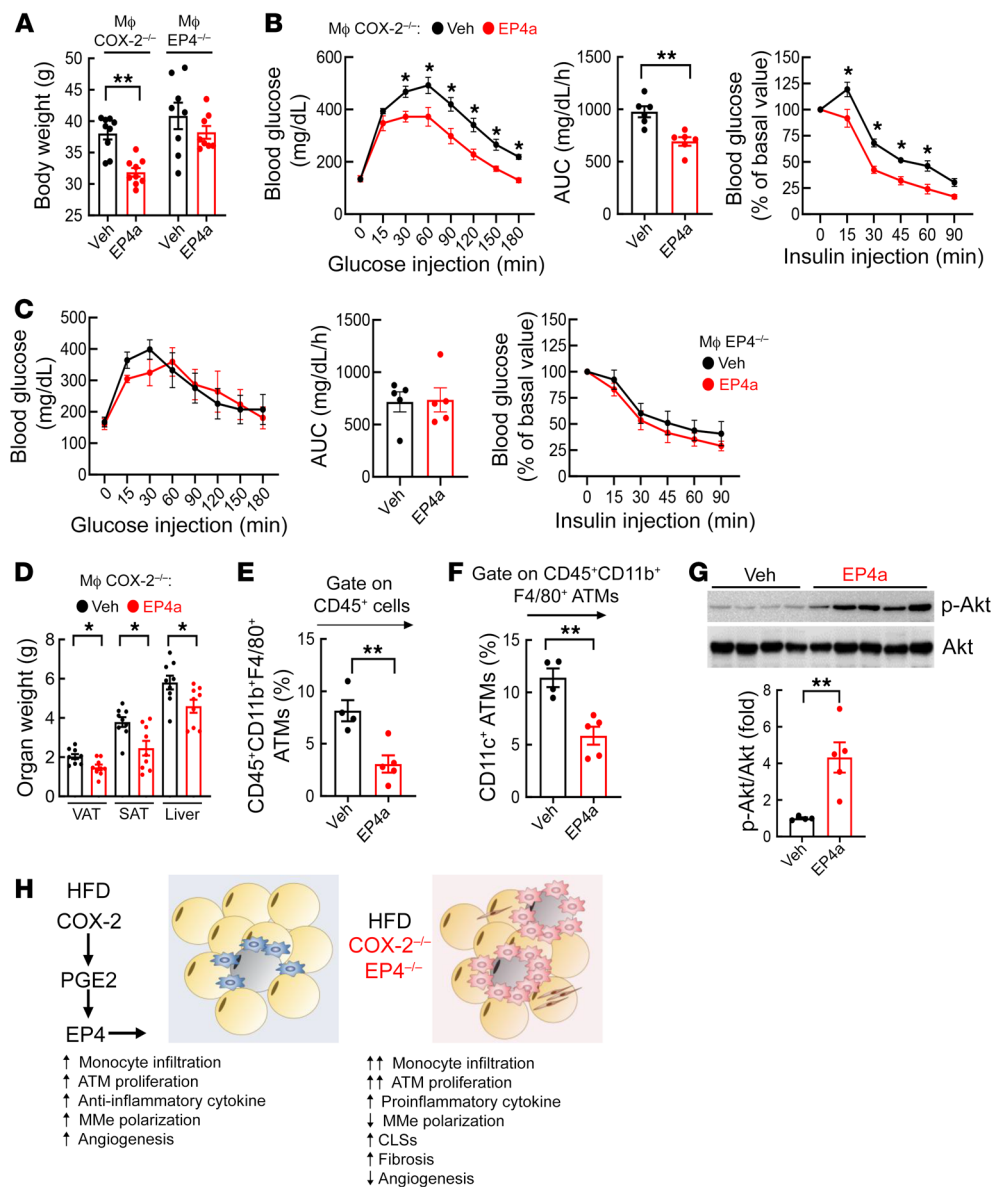 A
Mϕ
COX-2⁻/⁻
Mϕ
EP4⁻/⁻
Body weight (g)
45
40
35
30
25
**
Veh
EP4a
Veh
EP4a
B
Mϕ COX-2⁻/⁻: Veh EP4a
Blood glucose
(mg/dL)
600
400
200
0
* * * * * *
0 15 30 60 90 120 150 180
Glucose injection (min)
AUC (mg/dL/h)
1500
1000
500
0
**
Veh
EP4a
Blood glucose
(% of basal value)
150
125
100
75
50
25
0
* * * *
0 15 30 45 60 90
Insulin injection (min)
C
Blood glucose
(mg/dL)
500
400
300
200
100
0
0 15 30 60 90 120 150 180
Glucose injection (min)
AUC (mg/dL/h)
1500
1000
500
0
Veh
EP4a
Blood glucose
(% of basal value)
150
125
100
75
50
25
0
0 15 30 45 60 90
Insulin injection (min)
Mϕ EP4⁻/⁻
Veh
EP4a
D
Mϕ COX-2⁻/⁻:
Veh EP4a
Organ weight (g)
8
6
4
2
0
* * *
VAT SAT Liver
E
Gate on
CD45⁺ cells
CD45⁺CD11b⁺F4/80⁺
ATMs (%)
15
10
5
0
**
Veh
EP4a
F
Gate on CD45⁺CD11b⁺
F4/80⁺ ATMs
CD11c⁺ ATMs (%)
15
10
5
0
**
Veh
EP4a
G
Veh EP4a
p-Akt
Akt
p-Akt/Akt (fold)
8
6
4
2
0
**
Veh
EP4a
H
HFD
COX-2
PGE2
EP4
↑ Monocyte infiltration
↑ ATM proliferation
↑ Anti-inflammatory cytokine
↑ MMe polarization
↑ Angiogenesis
HFD
COX-2⁻/⁻
EP4⁻/⁻
↑↑ Monocyte infiltration
↑↑ ATM proliferation
↑ Proinflammatory cytokine
↓ MMe polarization
↑ CLSs
↑ Fibrosis
↓ Angiogenesis